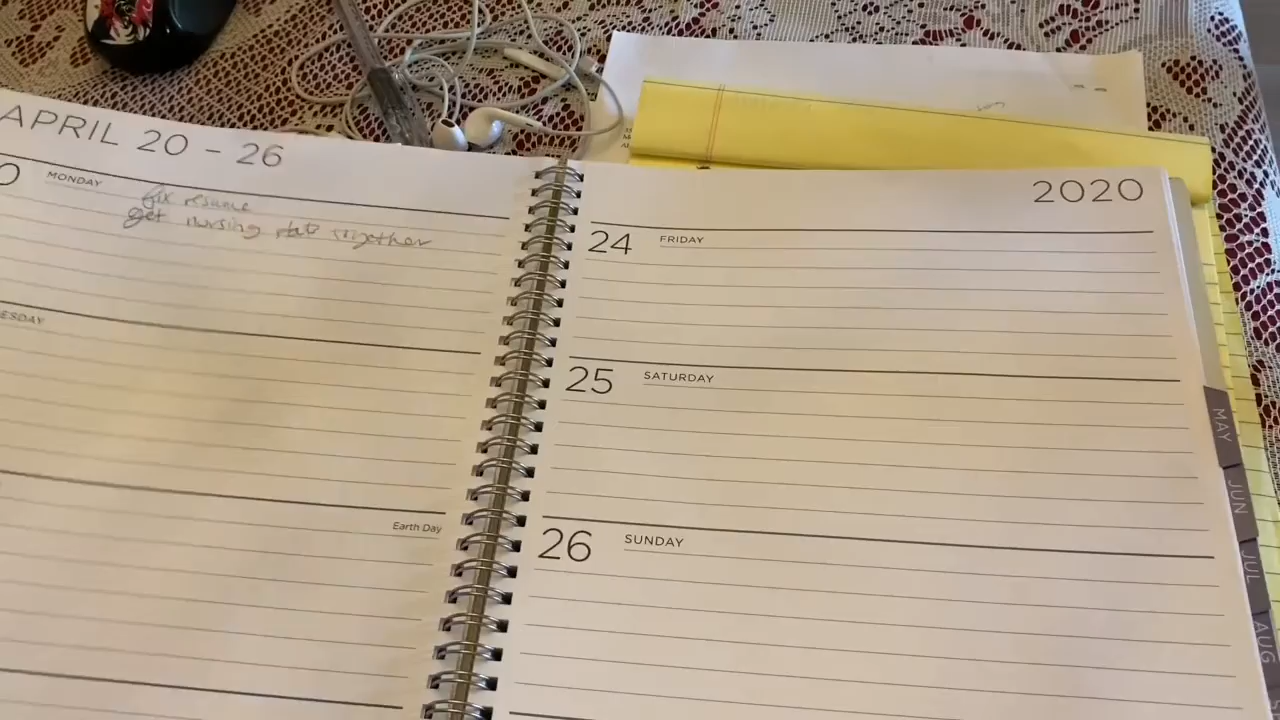 APRIL 20 - 26
MONDAY
fix resume
get nursing together
ESDAY
Earth Day
2020
24 FRIDAY
25 SATURDAY
26 SUNDAY
MAY
JUN
JUL
AUG